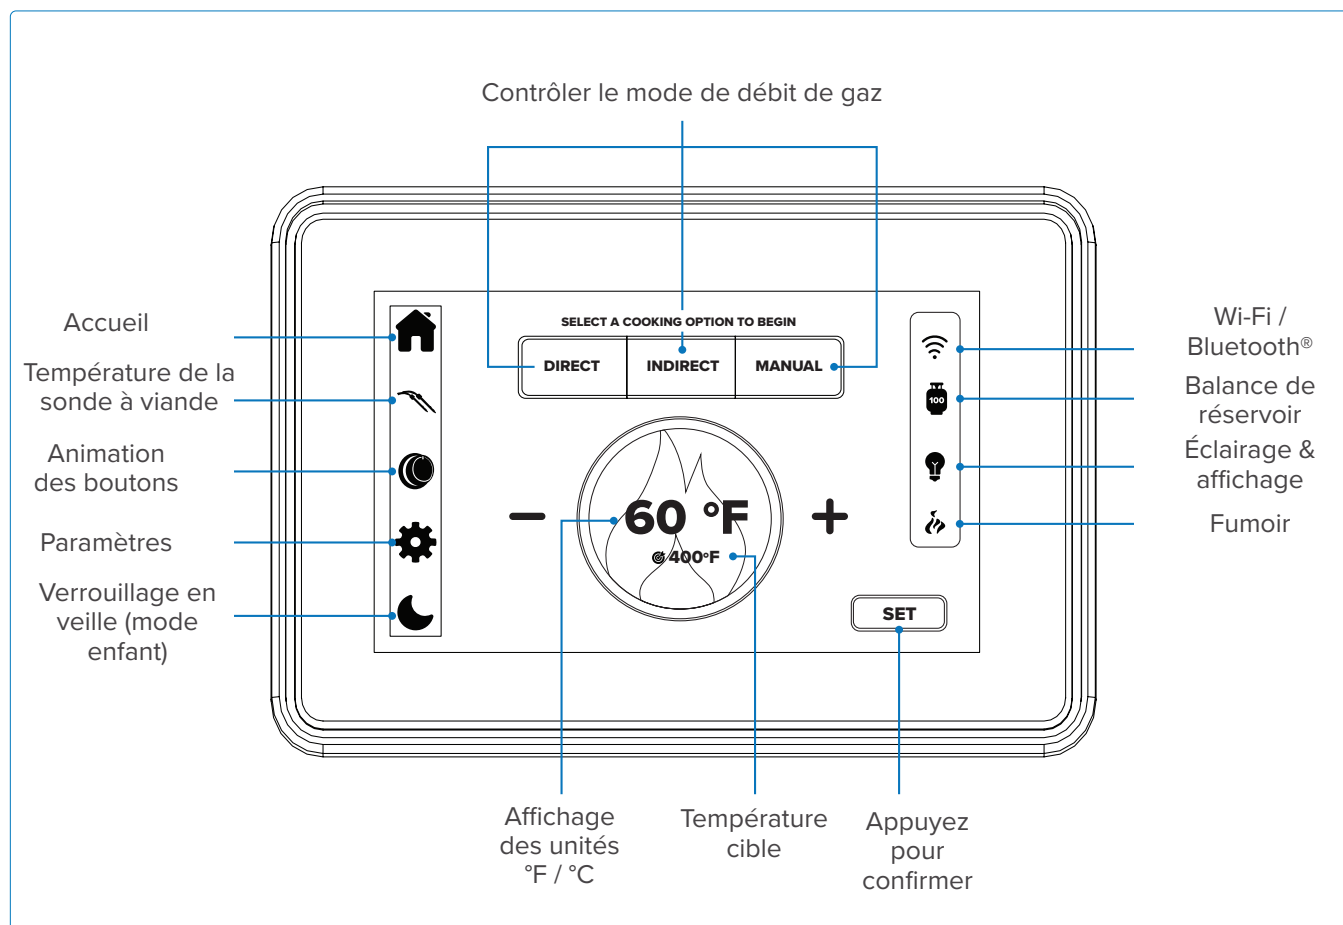 Contrôler le mode de débit de gaz
SELECT A COOKING OPTION TO BEGIN
DIRECT
INDIRECT
MANUAL
Accueil
Température de la
sonde à viande
Animation
des boutons
Paramètres
Verrouillage en
veille (mode
enfant)
60 °F
400°F
SET
100
Wi-Fi /
Bluetooth®
Balance de
réservoir
Éclairage &
affichage
Fumoir
Affichage
des unités
°F / °C
Température
cible
Appuyez
pour
confirmer